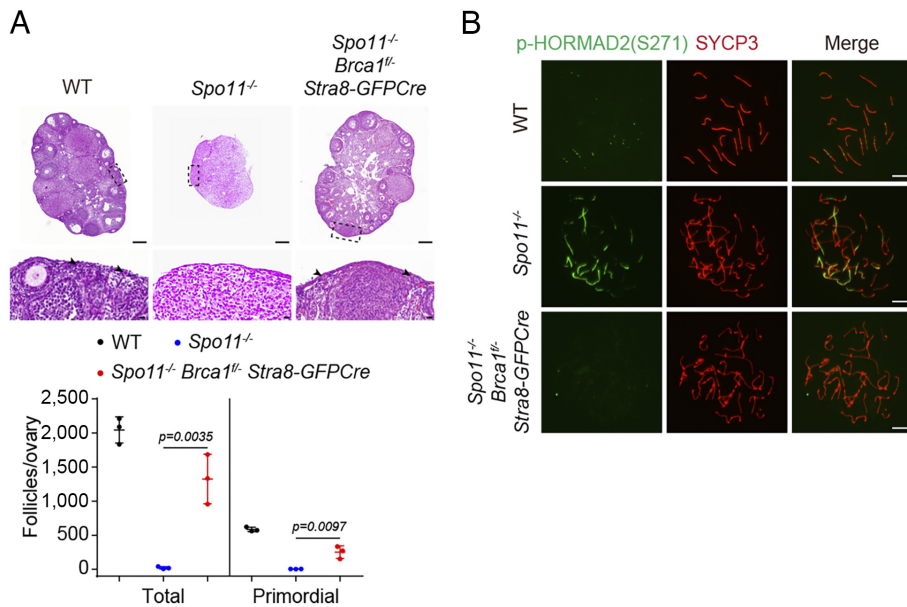 A
WT
Spo11-/-
Spo11-/-
Brca1f/-
Stra8-GFPCre
WT
Spo11-/-
Spo11-/- Brca1f/- Stra8-GFPCre
Follicles/ovary
2,500
2,000
1,500
1,000
500
0
p=0.0035
p=0.0097
Total
Primordial
B
p-HORMAD2(S271)
SYCP3
Merge
WT
Spo11-/-
Spo11-/-
Brca1f/-
Stra8-GFPCre